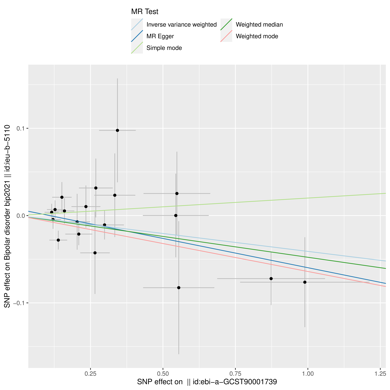 MR Test
Inverse variance weighted
Weighted median
MR Egger
Weighted mode
Simple mode
SNP effect on Bipolar disorder bip2021 || id:ieu-b-5110
0.1
0.0
−0.1
0.25
0.50
0.75
1.00
1.25
SNP effect on || id:ebi-a-GCST90001739